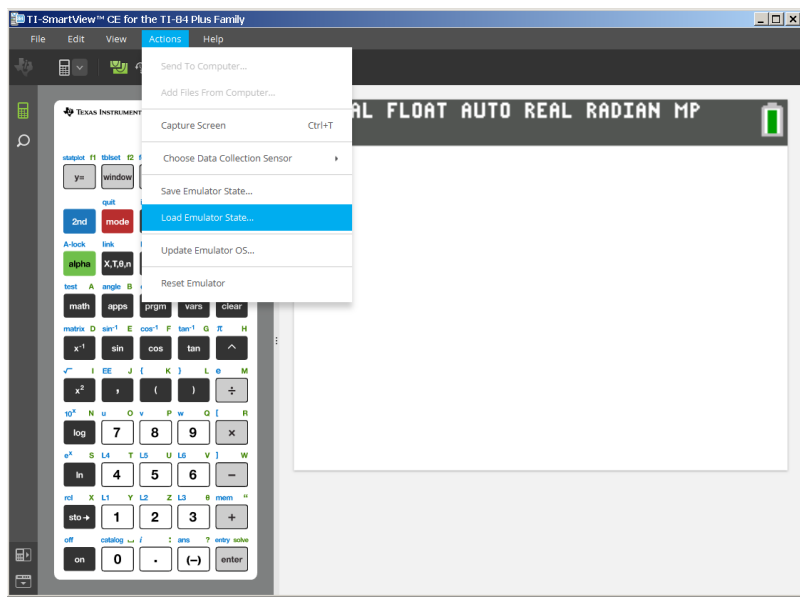 TI-SmartView™ CE for the TI-84 Plus Family
File Edit View Actions Help
Send To Computer...
Add Files From Computer...
Capture Screen Ctrl+T
Choose Data Collection Sensor
Save Emulator State...
Load Emulator State...
Update Emulator OS...
Reset Emulator
AL FLOAT AUTO REAL RADIAN MP
TEXAS INSTRUMENT
statplot f1 tblset f2
y= window
quit
2nd mode
A-lock link
alpha X,T,θ,n
test A angle B
math apps prgm vars clear
matrix D sin⁻¹ E cos⁻¹ F tan⁻¹ G π H
x⁻¹ sin cos tan ^
√ I EE J { K } L e M
x² , ( ) ÷
10ˣ N u O v P w Q [ R
log 7 8 9 ×
eˣ S L4 T L5 U L6 V ] W
ln 4 5 6 −
rcl X L1 Y L2 Z L3 θ mem "
sto→ 1 2 3 +
off catalog i : ans ? entry solve
on 0 . (−) enter